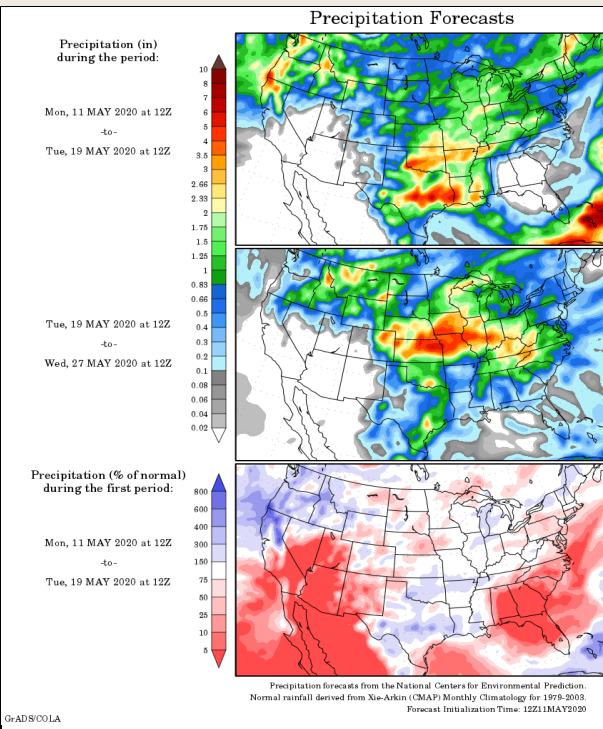 Precipitation Forecasts
Precipitation (in)
during the period:
Mon, 11 MAY 2020 at 12Z
-to-
Tue, 19 MAY 2020 at 12Z
10
8
7
6
5
4
3.5
3
2.66
2.33
2
1.75
1.5
1.25
1
0.83
0.66
0.5
0.4
0.3
0.2
0.1
0.08
0.06
0.04
0.02
Tue, 19 MAY 2020 at 12Z
-to-
Wed, 27 MAY 2020 at 12Z
Precipitation (% of normal)
during the first period:
Mon, 11 MAY 2020 at 12Z
-to-
Tue, 19 MAY 2020 at 12Z
800
600
400
300
150
75
50
25
10
5
Precipitation forecasts from the National Centers for Environmental Prediction.
Normal rainfall derived from Xie-Arkin (CMAP) Monthly Climatology for 1979-2003.
Forecast Initialization Time: 12Z11MAY2020
GrADS/COLA